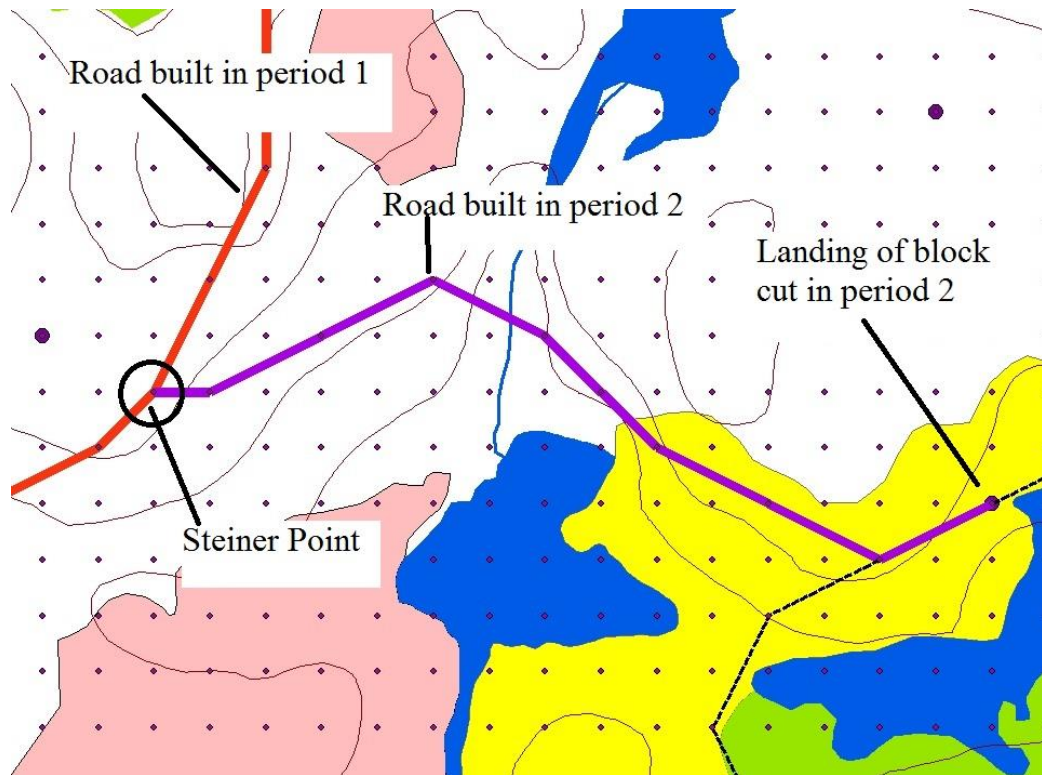 Road built in period 1
Road built in period 2
Landing of block
cut in period 2
Steiner Point